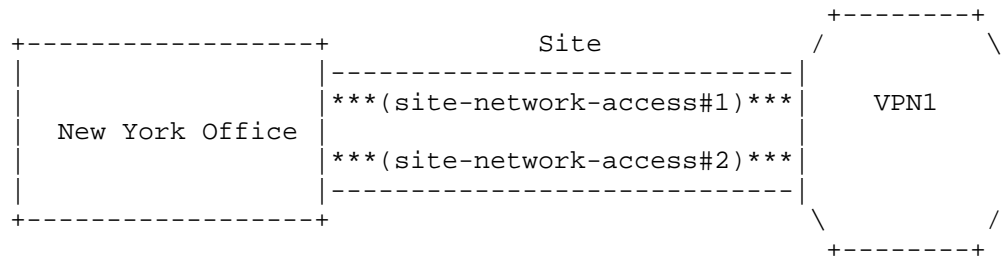 Site
***(site-network-access#1)*** VPN1
New York Office
***(site-network-access#2)***